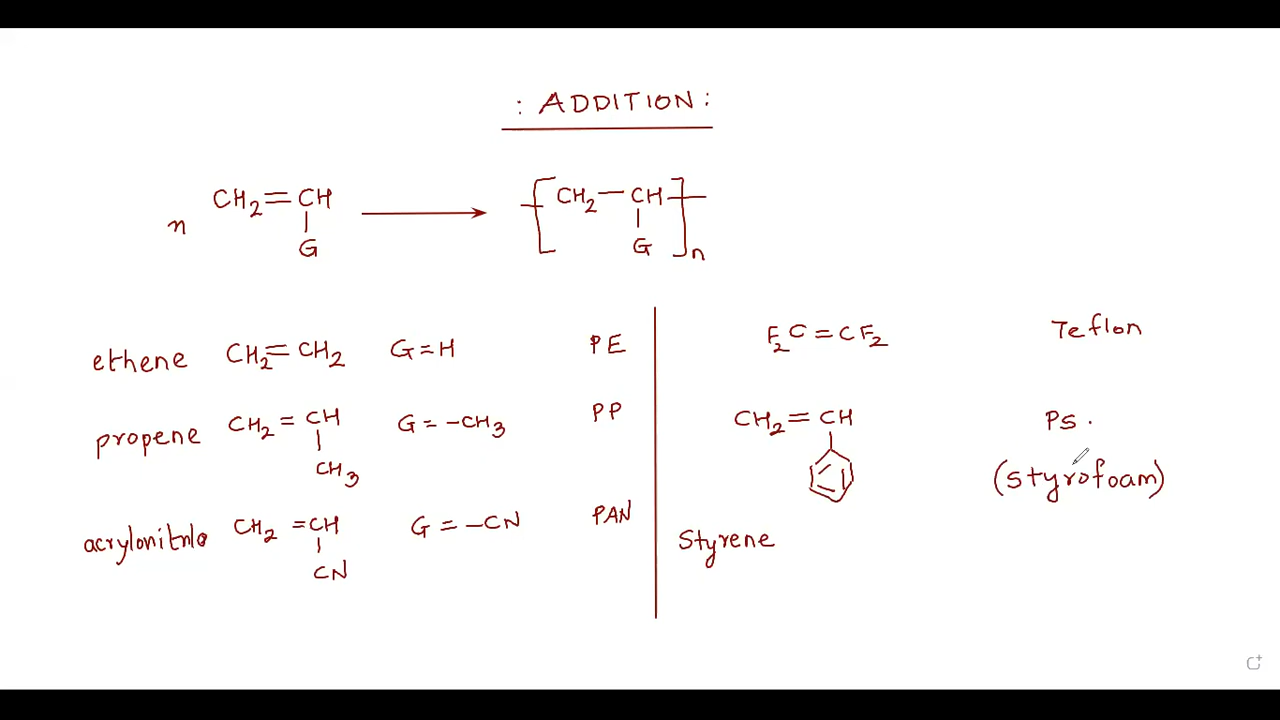 : ADDITION :
n CH2=CH
G
[CH2—CH]n
G
ethene CH2=CH2 G=H PE
propene CH2=CH G=-CH3 PP
CH3
acrylonitrlo CH2=CH G=-CN PAN
CN
F2C=CF2 Teflon
CH2=CH PS.
(styrofoam)
Styrene